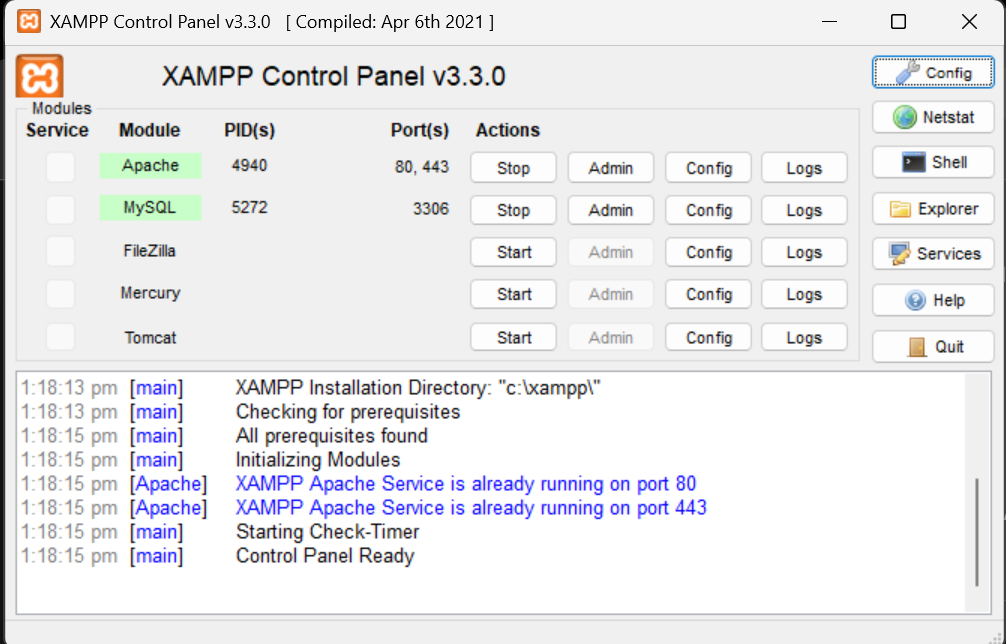 XAMPP Control Panel v3.3.0 [ Compiled: Apr 6th 2021 ]
XAMPP Control Panel v3.3.0
Config
Modules
Service Module PID(s) Port(s) Actions
Netstat
Apache 4940 80, 443 Stop Admin Config Logs
Shell
MySQL 5272 3306 Stop Admin Config Logs
Explorer
FileZilla Start Admin Config Logs
Services
Mercury Start Admin Config Logs
Help
Tomcat Start Admin Config Logs
Quit
1:18:13 pm [main] XAMPP Installation Directory: "c:\xampp\"
1:18:13 pm [main] Checking for prerequisites
1:18:15 pm [main] All prerequisites found
1:18:15 pm [main] Initializing Modules
1:18:15 pm [Apache] XAMPP Apache Service is already running on port 80
1:18:15 pm [Apache] XAMPP Apache Service is already running on port 443
1:18:15 pm [main] Starting Check-Timer
1:18:15 pm [main] Control Panel Ready